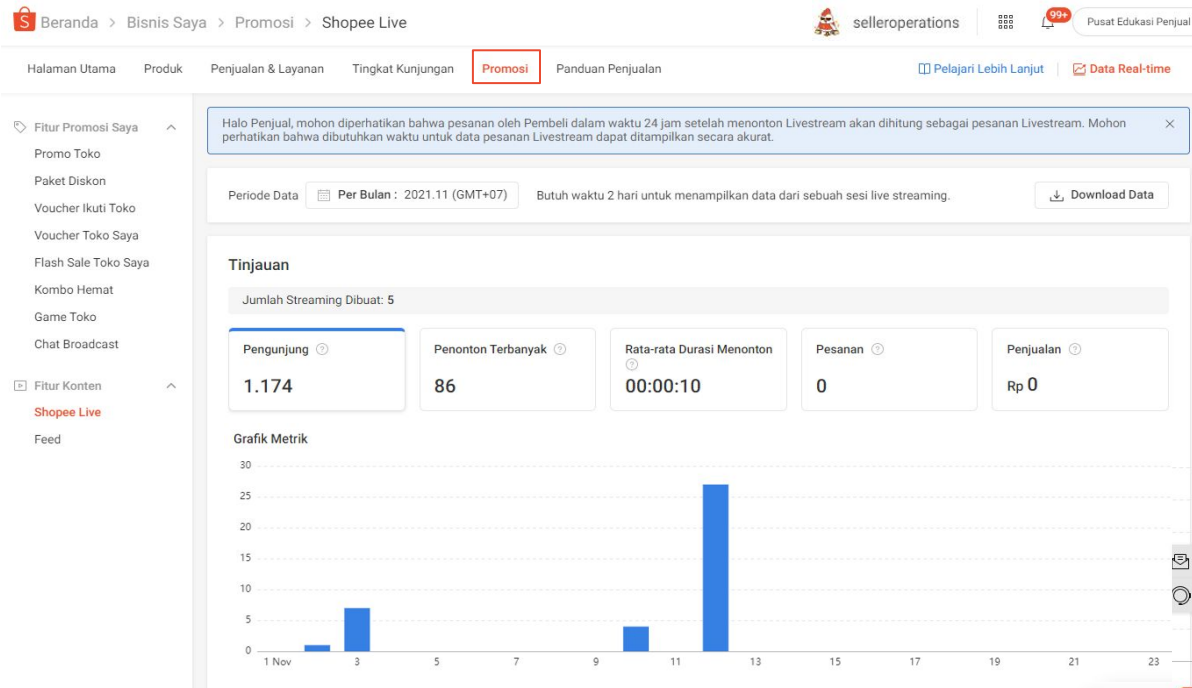 Beranda > Bisnis Saya > Promosi > Shopee Live
selleroperations
99+
Pusat Edukasi Penjual
Halaman Utama Produk Penjualan & Layanan Tingkat Kunjungan Promosi Panduan Penjualan
Pelajari Lebih Lanjut
Data Real-time
Fitur Promosi Saya
Promo Toko
Paket Diskon
Voucher Ikuti Toko
Voucher Toko Saya
Flash Sale Toko Saya
Kombo Hemat
Game Toko
Chat Broadcast
Fitur Konten
Shopee Live
Feed
Halo Penjual, mohon diperhatikan bahwa pesanan oleh Pembeli dalam waktu 24 jam setelah menonton Livestream akan dihitung sebagai pesanan Livestream. Mohon
perhatikan bahwa dibutuhkan waktu untuk data pesanan Livestream dapat ditampilkan secara akurat.
Periode Data Per Bulan : 2021.11 (GMT+07) Butuh waktu 2 hari untuk menampilkan data dari sebuah sesi live streaming. Download Data
Tinjauan
Jumlah Streaming Dibuat: 5
Pengunjung
1.174
Penonton Terbanyak
86
Rata-rata Durasi Menonton
00:00:10
Pesanan
0
Penjualan
Rp 0
Grafik Metrik
30
25
20
15
10
5
0
1 Nov 3 5 7 9 11 13 15 17 19 21 23